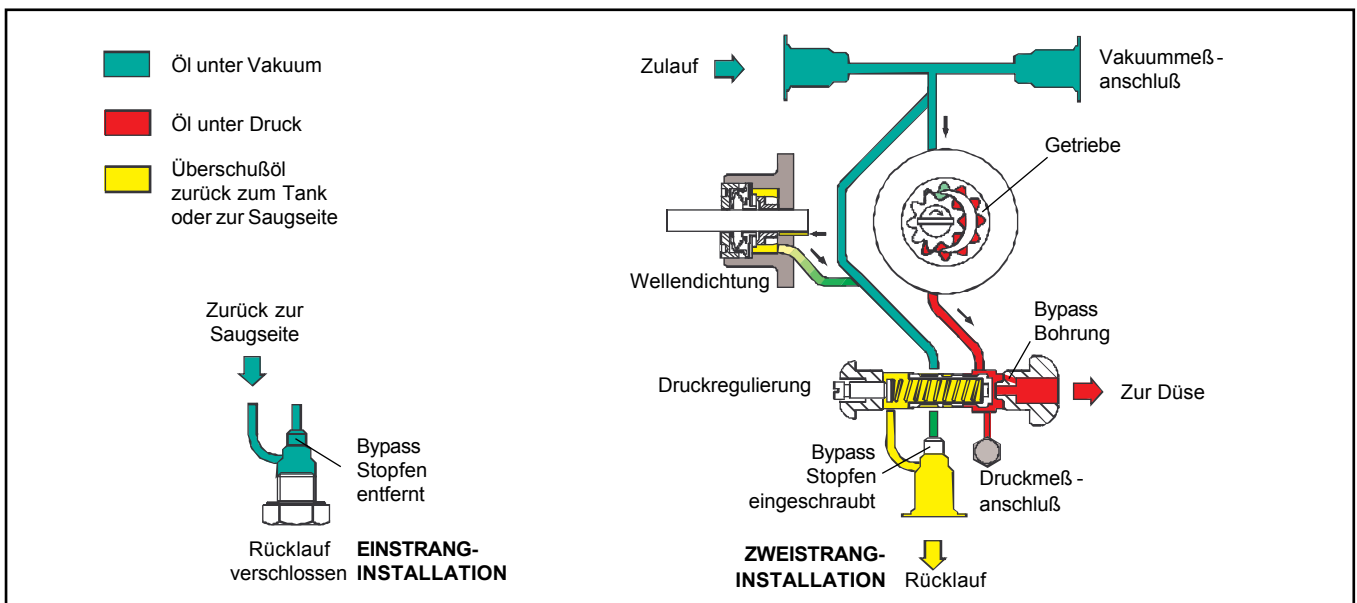 Öl unter Vakuum
Öl unter Druck
Überschußöl
zurück zum Tank
oder zur Saugseite
Zurück zur
Saugseite
Bypass
Stopfen
entfernt
Rücklauf
verschlossen
EINSTRANG-
INSTALLATION
Zulauf
Vakuummeß-
anschluß
Getriebe
Wellendichtung
Bypass
Bohrung
Druckregulierung
Zur Düse
Bypass
Stopfen
eingeschraubt
Druckmeß-
anschluß
ZWEISTRANG-
INSTALLATION
Rücklauf